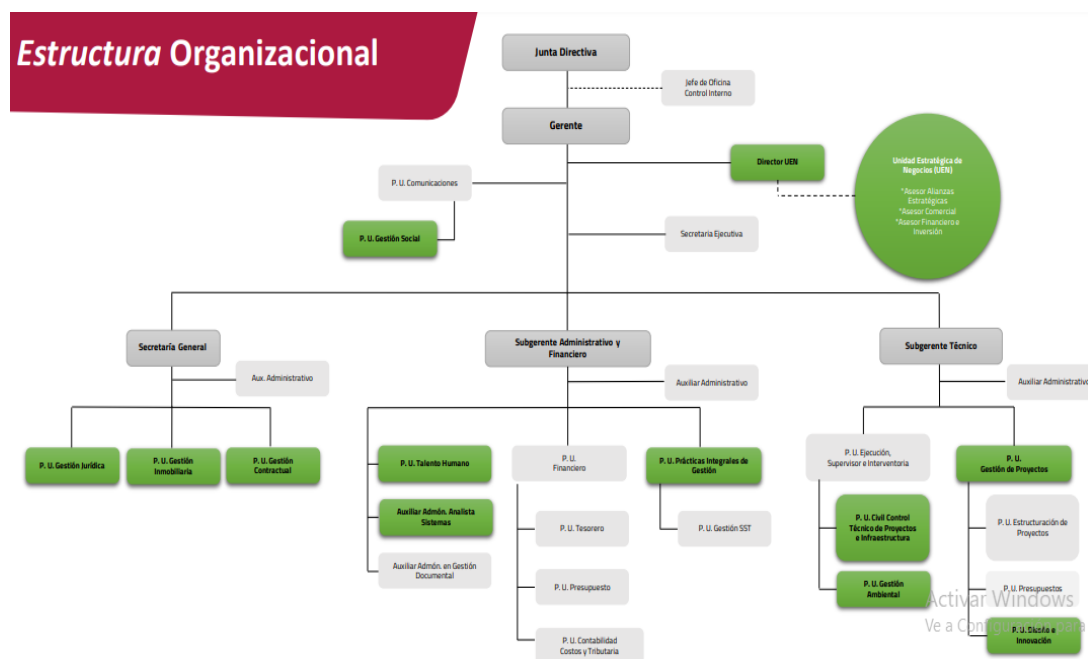 Estructura Organizacional
Junta Directiva
Jefe de Oficina
Control Interno
Gerente
Director UEN
Unidad Estratégica de
Negocios (UEN)
*Asesor Alianzas
Estratégicas
*Asesor Comercial
*Asesor Financiero e
Inversión
P. U. Comunicaciones
P. U. Gestión Social
Secretaria Ejecutiva
Secretaría General
Subgerente Administrativo y
Financiero
Subgerente Técnico
Aux. Administrativo
Auxiliar Administrativo
Auxiliar Administrativo
P. U. Gestión Jurídica
P. U. Gestión
Inmobiliaria
P. U. Gestión
Contractual
P. U. Talento Humano
P. U.
Financiero
P. U. Prácticas Integrales de
Gestión
P. U. Ejecución,
Supervisor e Interventoria
P. U.
Gestión de Proyectos
Auxiliar Admón. Analista
Sistemas
P. U. Tesorero
P. U. Gestión SST
P. U. Civil Control
Técnico de Proyectos
e Infraestructura
P. U. Estructuración de
Proyectos
Auxiliar Admón. en Gestión
Documental
P. U. Presupuesto
P. U. Gestión
Ambiental
P. U. Presupuestos
P. U. Contabilidad
Costos y Tributaria
P. U. Diseño e
Innovación
Activar Windows
Ve a para